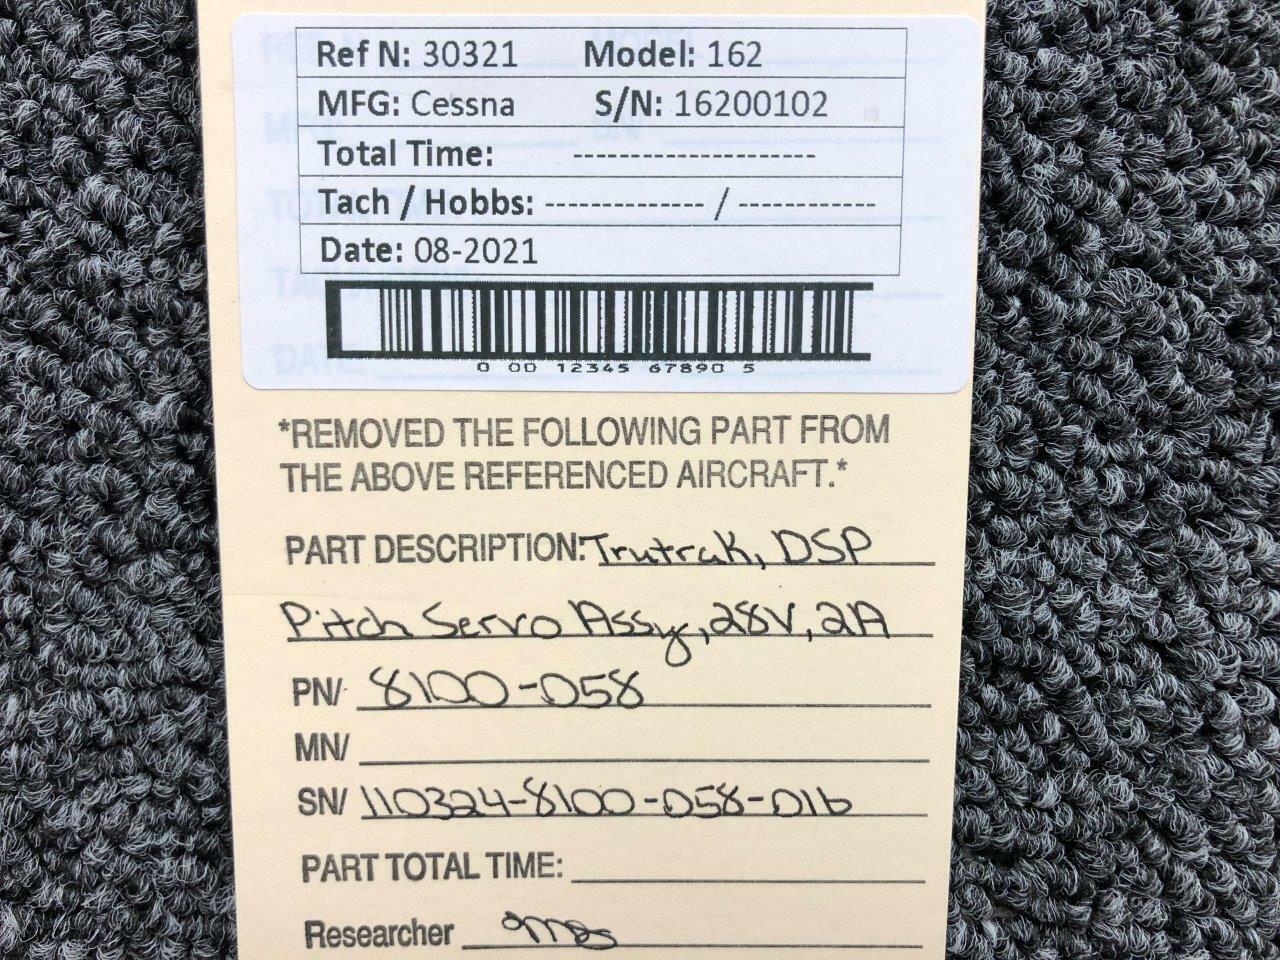 Ref N: 30321 Model: 162
MFG: Cessna S/N: 16200102
Total Time: ---------------------
Tach / Hobbs: -------------- / ------------
Date: 08-2021
0 00 12345 67890 5
*REMOVED THE FOLLOWING PART FROM
THE ABOVE REFERENCED AIRCRAFT.*
PART DESCRIPTION: Trutrak, DSP
Pitch Servo Assy, 28V, 2A
PN/ 8100-058
MN/
SN/ 110324-8100-058-016
PART TOTAL TIME:
Researcher